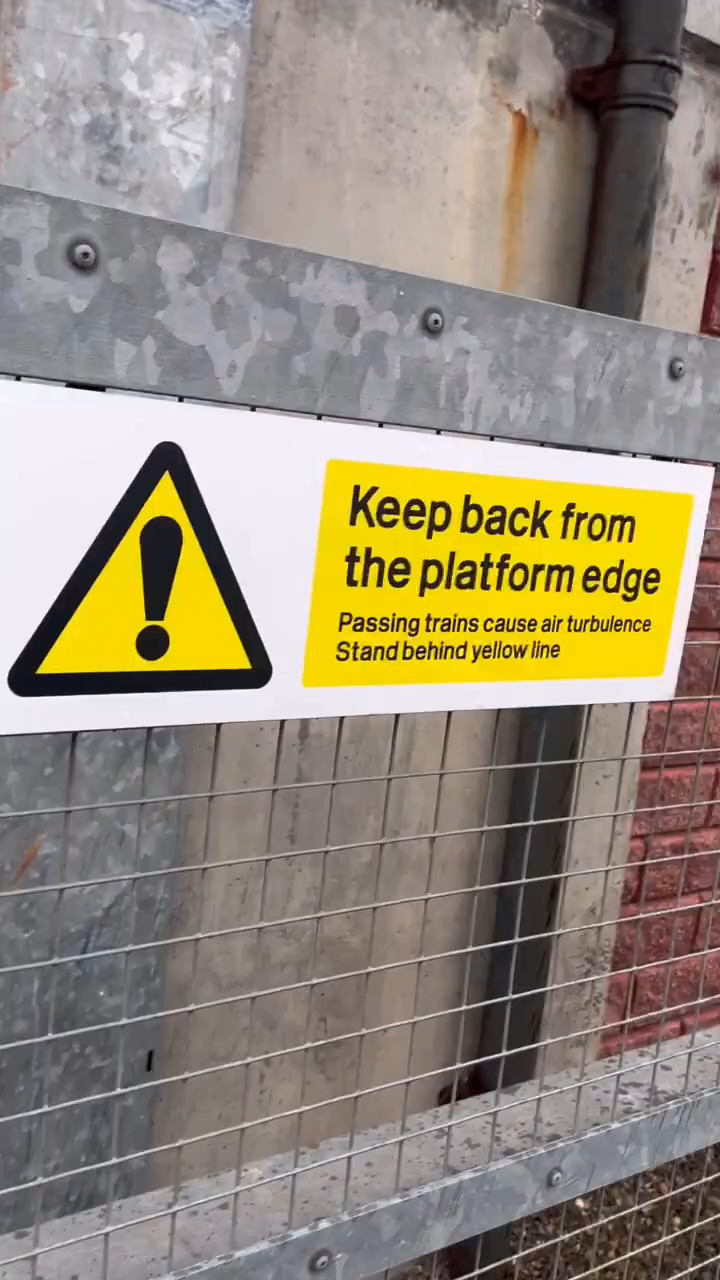 Keep back from
the platform edge
Passing trains cause air turbulence
Stand behind yellow line